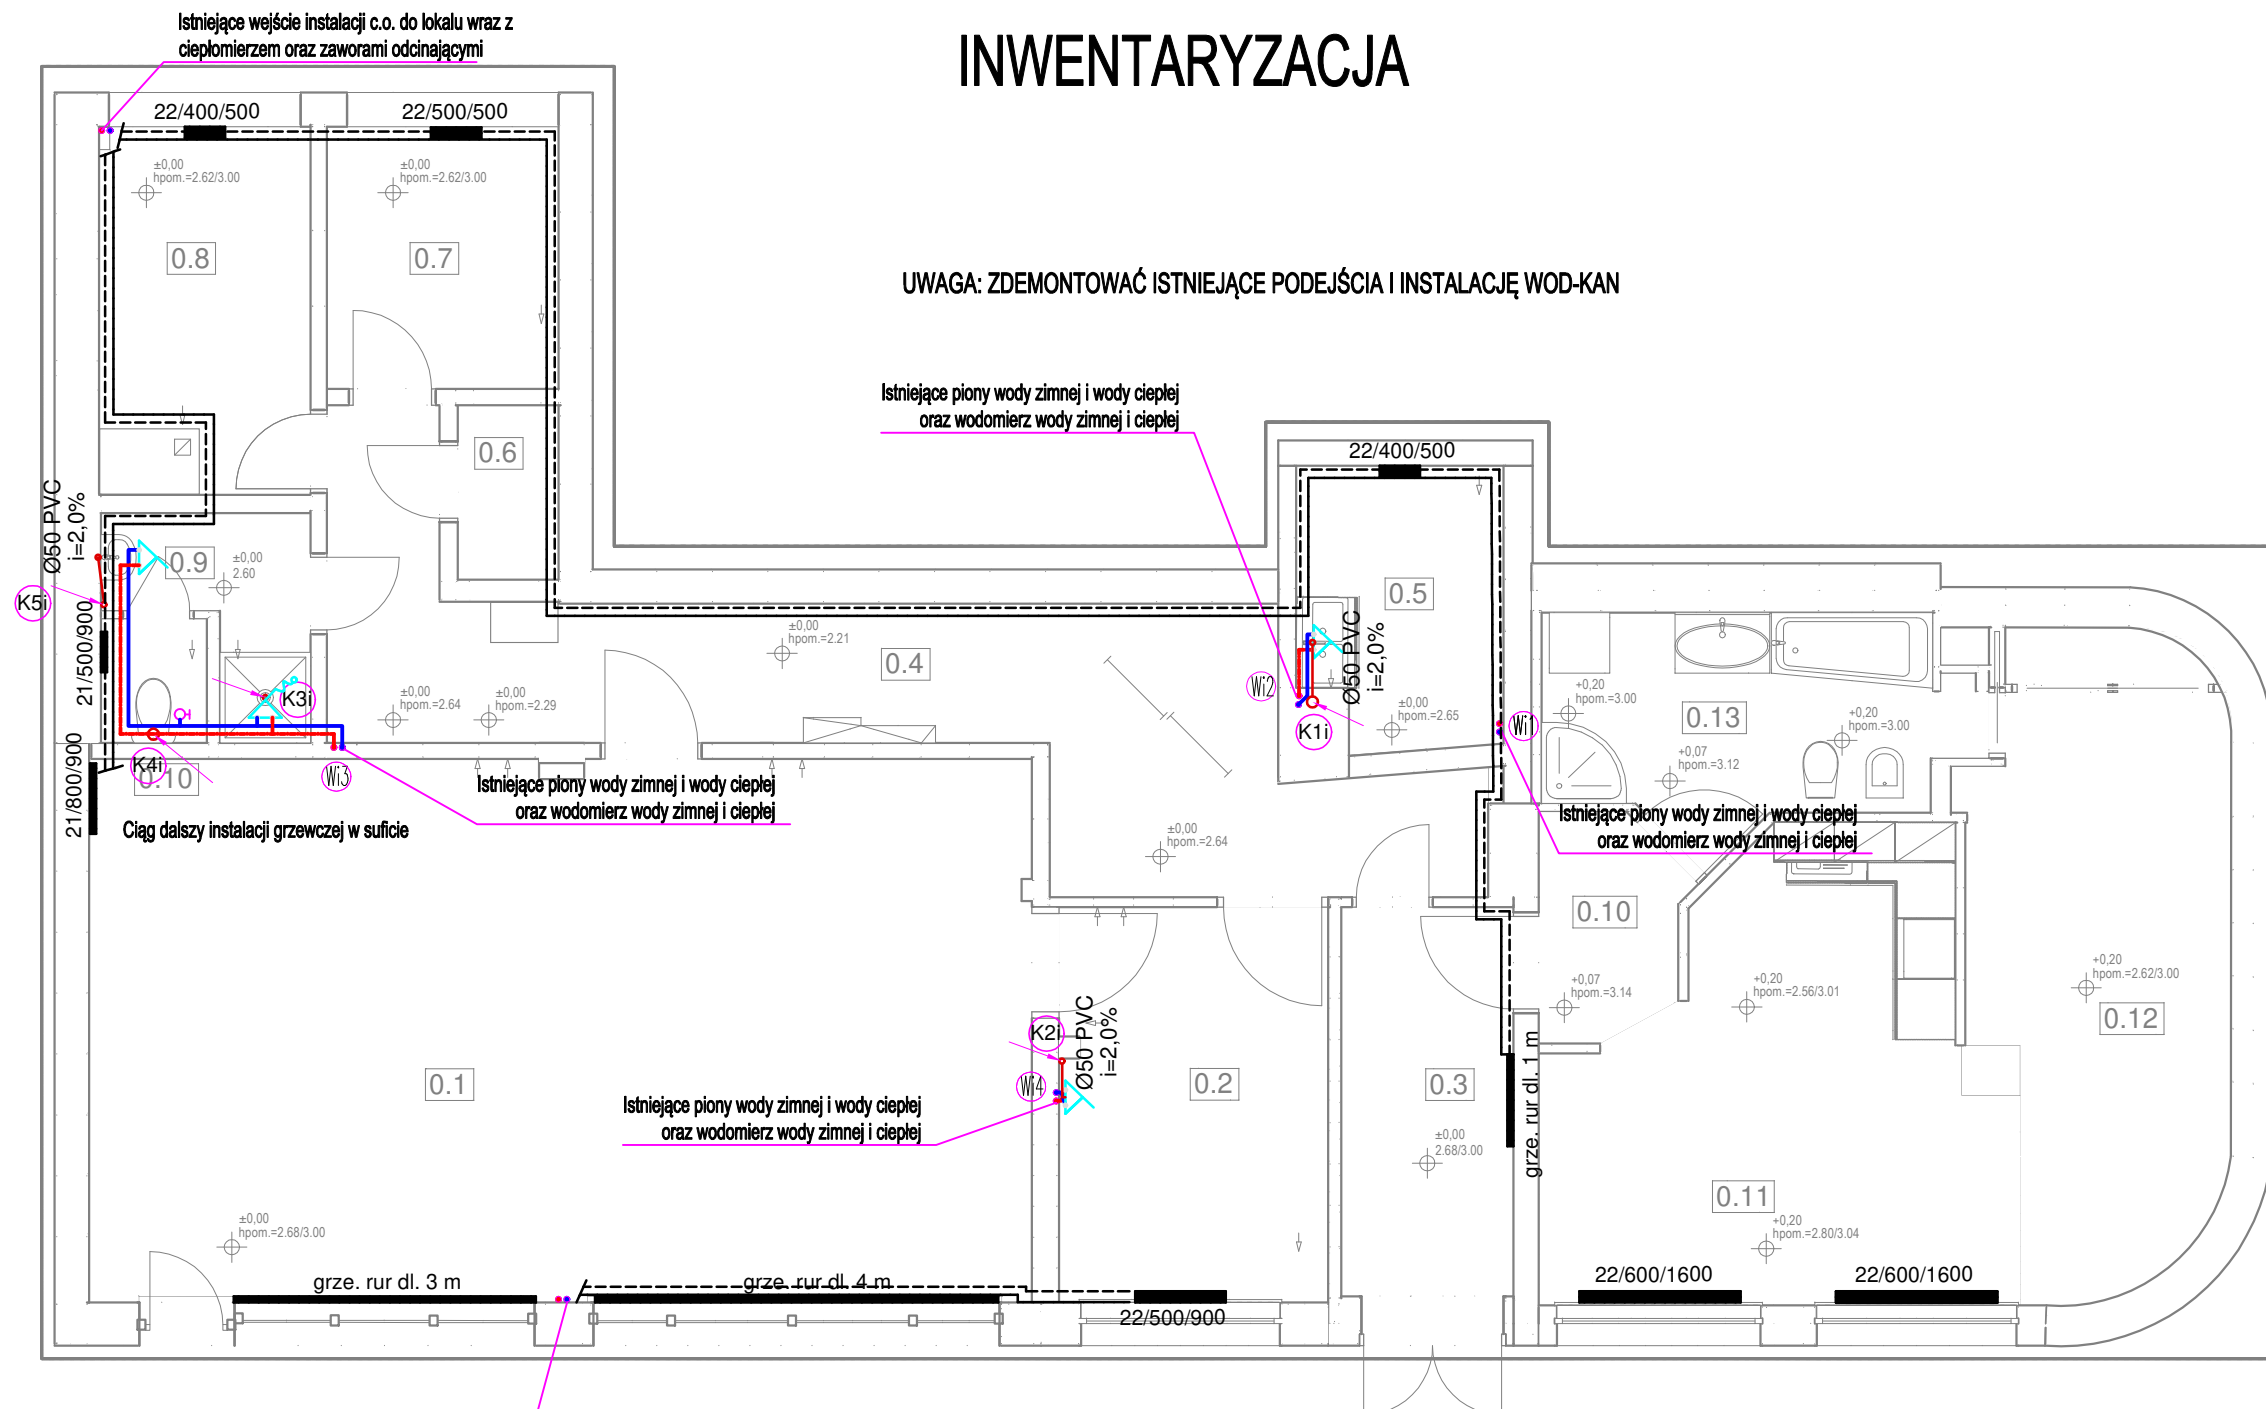 Istniejące wejście instalacji c.o. do lokalu wraz z
ciepłomierzem oraz zaworami odcinającymi
INWENTARYZACJA
22/400/500
22/500/500
±0,00
hpom.=2.62/3.00
±0,00
hpom.=2.62/3.00
0.8
0.7
UWAGA: ZDEMONTOWAĆ ISTNIEJĄCE PODEJŚCIA I INSTALACJĘ WOD-KAN
Istniejące piony wody zimnej i wody ciepłej
oraz wodomierz wody zimnej i ciepłej
0.6
22/400/500
Ø50 PVC
i=2,0%
0.9
±0,00
2.60
K5i
21/500/900
0.5
Ø50 PVC
i=2,0%
±0,00
hpom.=2.21
0.4
Wi2
K1i
±0,00
hpom.=2.65
Wi1
K3i
±0,00
hpom.=2.64
±0,00
hpom.=2.29
+0,20
hpom.=3.00
0.13
+0,20
hpom.=3.00
+0,07
hpom.=3.12
K4i
0.10
Wi3
21/800/900
Istniejące piony wody zimnej i wody ciepłej
oraz wodomierz wody zimnej i ciepłej
Ciąg dalszy instalacji grzewczej w suficie
±0,00
hpom.=2.64
Istniejące piony wody zimnej i wody ciepłej
oraz wodomierz wody zimnej i ciepłej
0.10
+0,07
hpom.=3.14
+0,20
hpom.=2.56/3.01
+0,20
hpom.=2.62/3.00
0.12
K2i
Ø50 PVC
i=2,0%
Wi4
0.1
0.2
0.3
grze. rur dl. 1 m
Istniejące piony wody zimnej i wody ciepłej
oraz wodomierz wody zimnej i ciepłej
±0,00
2.68/3.00
0.11
±0,00
hpom.=2.68/3.00
+0,20
hpom.=2.80/3.04
grze. rur dl. 3 m
grze. rur dl. 4 m
22/500/900
22/600/1600
22/600/1600